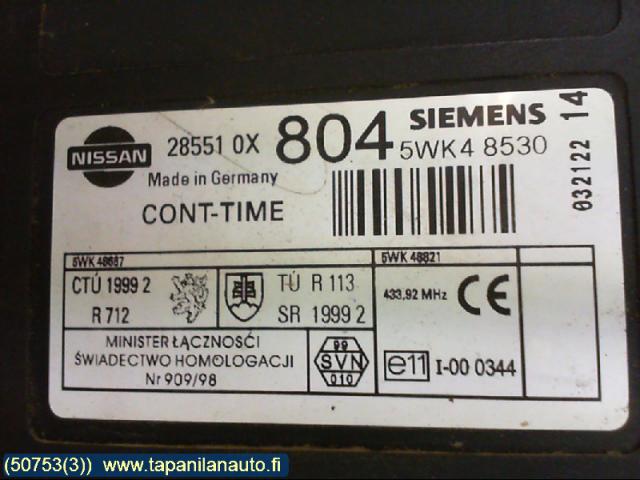 NISSAN
28551 0X 804 SIEMENS
Made in Germany
5WK4 8530
CONT-TIME
032122 14
5WK 48687
5WK 48821
CTÚ 1999 2
R 712
TÚ R 113
SR 1999 2
433,92 MHz CE
MINISTER ŁĄCZNOŚCI
ŚWIADECTWO HOMOLOGACJI
Nr 909/98
99
SVN
010
e11 I-00 0344
(50753(3)) www.tapanilanauto.fi